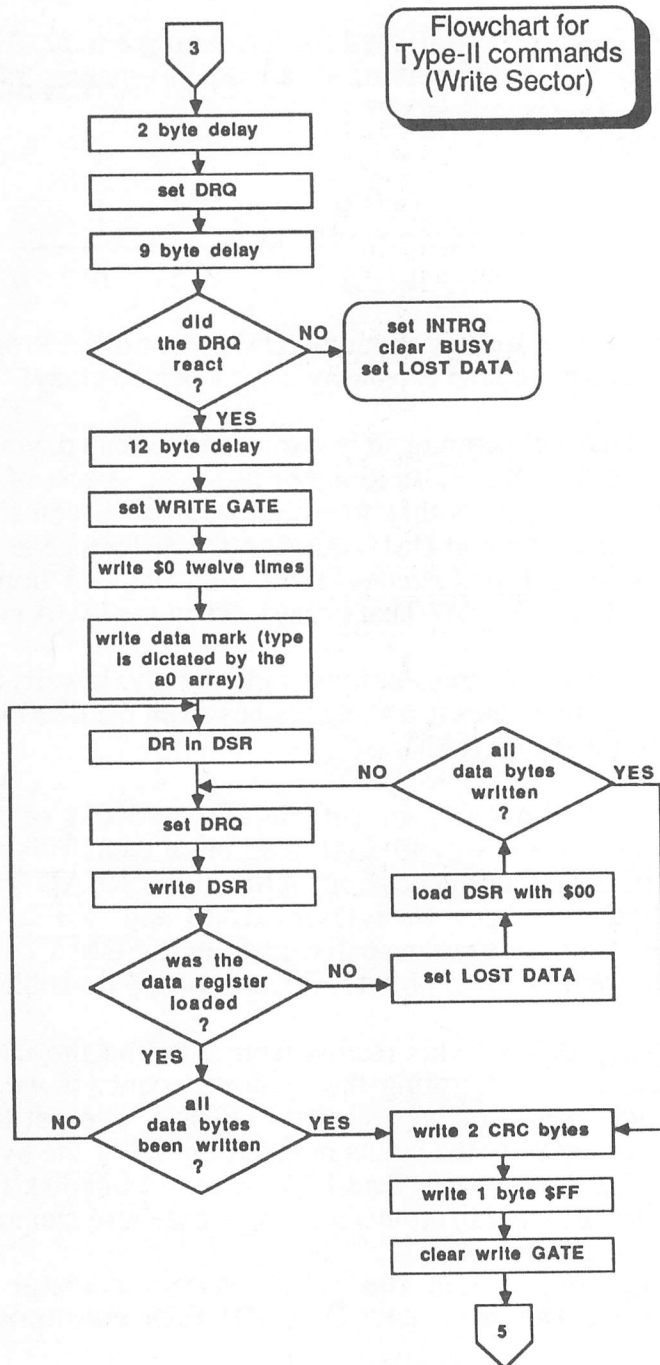 Flowchart for
Type-II commands
(Write Sector)
3
2 byte delay
set DRQ
9 byte delay
did
the DRQ
react
?
NO
set INTRQ
clear BUSY
set LOST DATA
YES
12 byte delay
set WRITE GATE
write $0 twelve times
write data mark (type
is dictated by the
a0 array)
DR in DSR
NO
all
data bytes
written
?
YES
set DRQ
write DSR
load DSR with $00
was the
data register
loaded
?
NO
set LOST DATA
YES
NO
all
data bytes
been written
?
YES
write 2 CRC bytes
write 1 byte $FF
clear write GATE
5